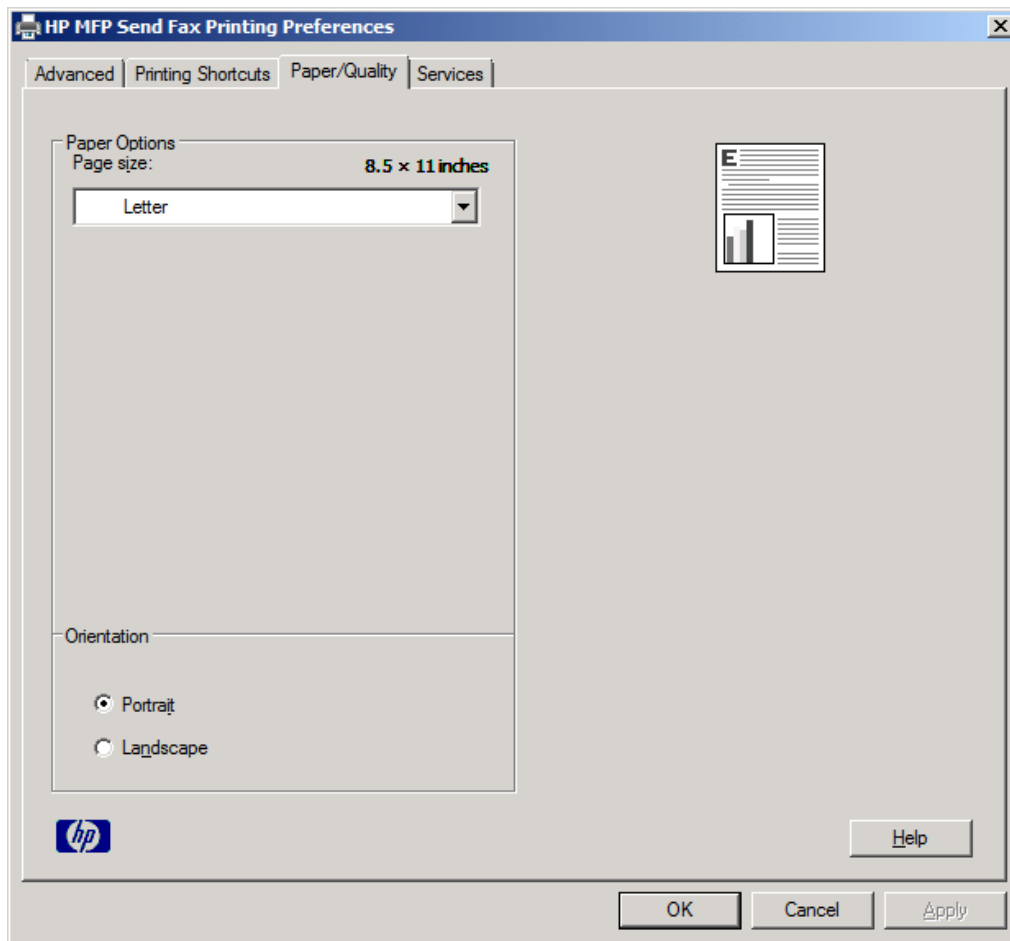 HP MFP Send Fax Printing Preferences
Advanced Printing Shortcuts Paper/Quality Services
Paper Options
Page size: 8.5 × 11 inches
Letter
E
Orientation
Portrait
Landscape
hp
Help
OK Cancel Apply